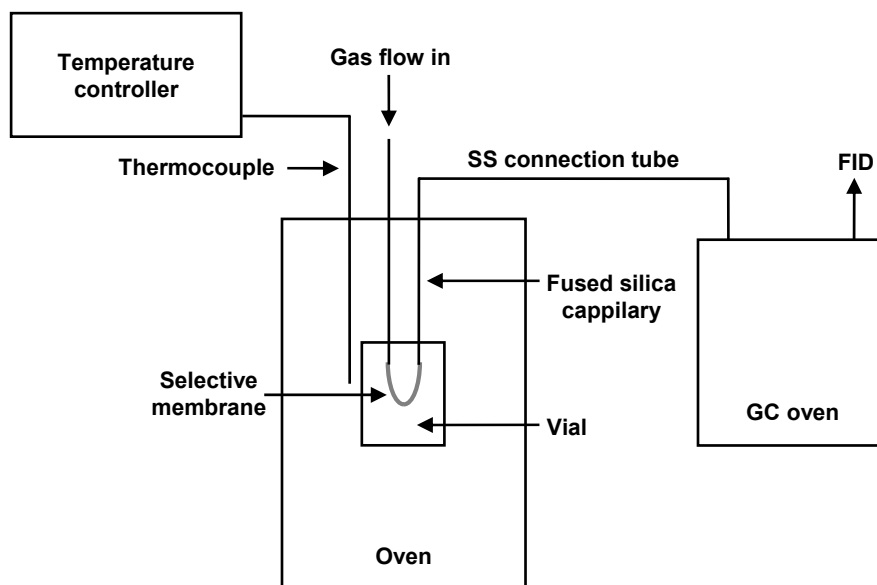 Temperature
controller
Gas flow in
Thermocouple
SS connection tube
FID
Fused silica
cappilary
Selective
membrane
Vial
GC oven
Oven